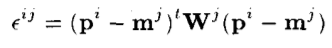 ϵ^{ij} = (p^i − m^j)^t W^j (p^i − m^j)